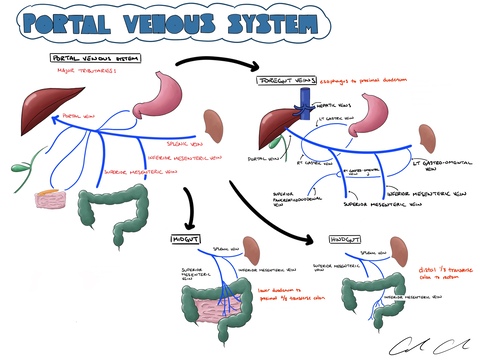 PORTAL VENOUS SYSTEM
PORTAL VENOUS SYSTEM
MAJOR TRIBUTARIES:
PORTAL VEIN
SPLENIC VEIN
INFERIOR MESENTERIC VEIN
SUPERIOR MESENTERIC VEIN
FOREGUT VEINS
esophagus to proximal duodenum
HEPATIC VEINS
LT GASTRIC VEIN
PORTAL VEIN
RT GASTRIC VEIN
RT GASTRO-OMENTAL
VEIN
LT GASTRO-OMENTAL
VEIN
SUPERIOR
PANCREATICODUODENAL
VEIN
INFERIOR MESENTERIC VEIN
SUPERIOR MESENTERIC VEIN
MIDGUT
SPLENIC VEIN
SUPERIOR
MESENTERIC
VEIN
INFERIOR MESENTERIC VEIN
lower duodenum to
proximal 2/3 transverse
colon
HINDGUT
SPLENIC VEIN
SUPERIOR MESENTERIC
VEIN
INFERIOR MESENTERIC
VEIN
distal 1/3 transverse
colon to rectum